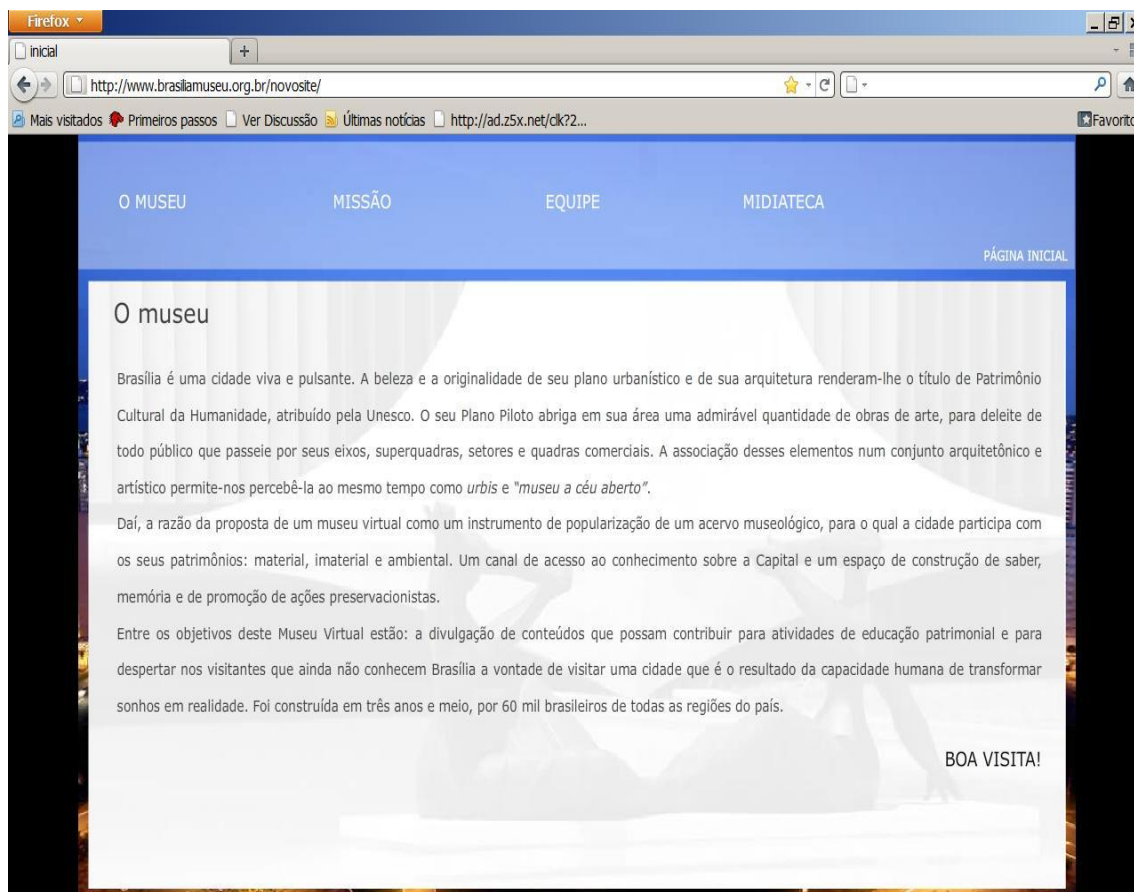 Firefox
inicial
http://www.brasiliamuseu.org.br/novosite/
Mais visitados Primeiros passos Ver Discussão Últimas notícias http://ad.z5x.net/clk?2... Favorito
O MUSEU MISSÃO EQUIPE MIDIATECA
PÁGINA INICIAL
O museu
Brasília é uma cidade viva e pulsante. A beleza e a originalidade de seu plano urbanístico e de sua arquitetura renderam-lhe o título de Patrimônio
Cultural da Humanidade, atribuído pela Unesco. O seu Plano Piloto abriga em sua área uma admirável quantidade de obras de arte, para deleite de
todo público que passeie por seus eixos, superquadras, setores e quadras comerciais. A associação desses elementos num conjunto arquitetônico e
artístico permite-nos percebê-la ao mesmo tempo como urbis e "museu a céu aberto".
Daí, a razão da proposta de um museu virtual como um instrumento de popularização de um acervo museológico, para o qual a cidade participa com
os seus patrimônios: material, imaterial e ambiental. Um canal de acesso ao conhecimento sobre a Capital e um espaço de construção de saber,
memória e de promoção de ações preservacionistas.
Entre os objetivos deste Museu Virtual estão: a divulgação de conteúdos que possam contribuir para atividades de educação patrimonial e para
despertar nos visitantes que ainda não conhecem Brasília a vontade de visitar uma cidade que é o resultado da capacidade humana de transformar
sonhos em realidade. Foi construída em três anos e meio, por 60 mil brasileiros de todas as regiões do país.
BOA VISITA!